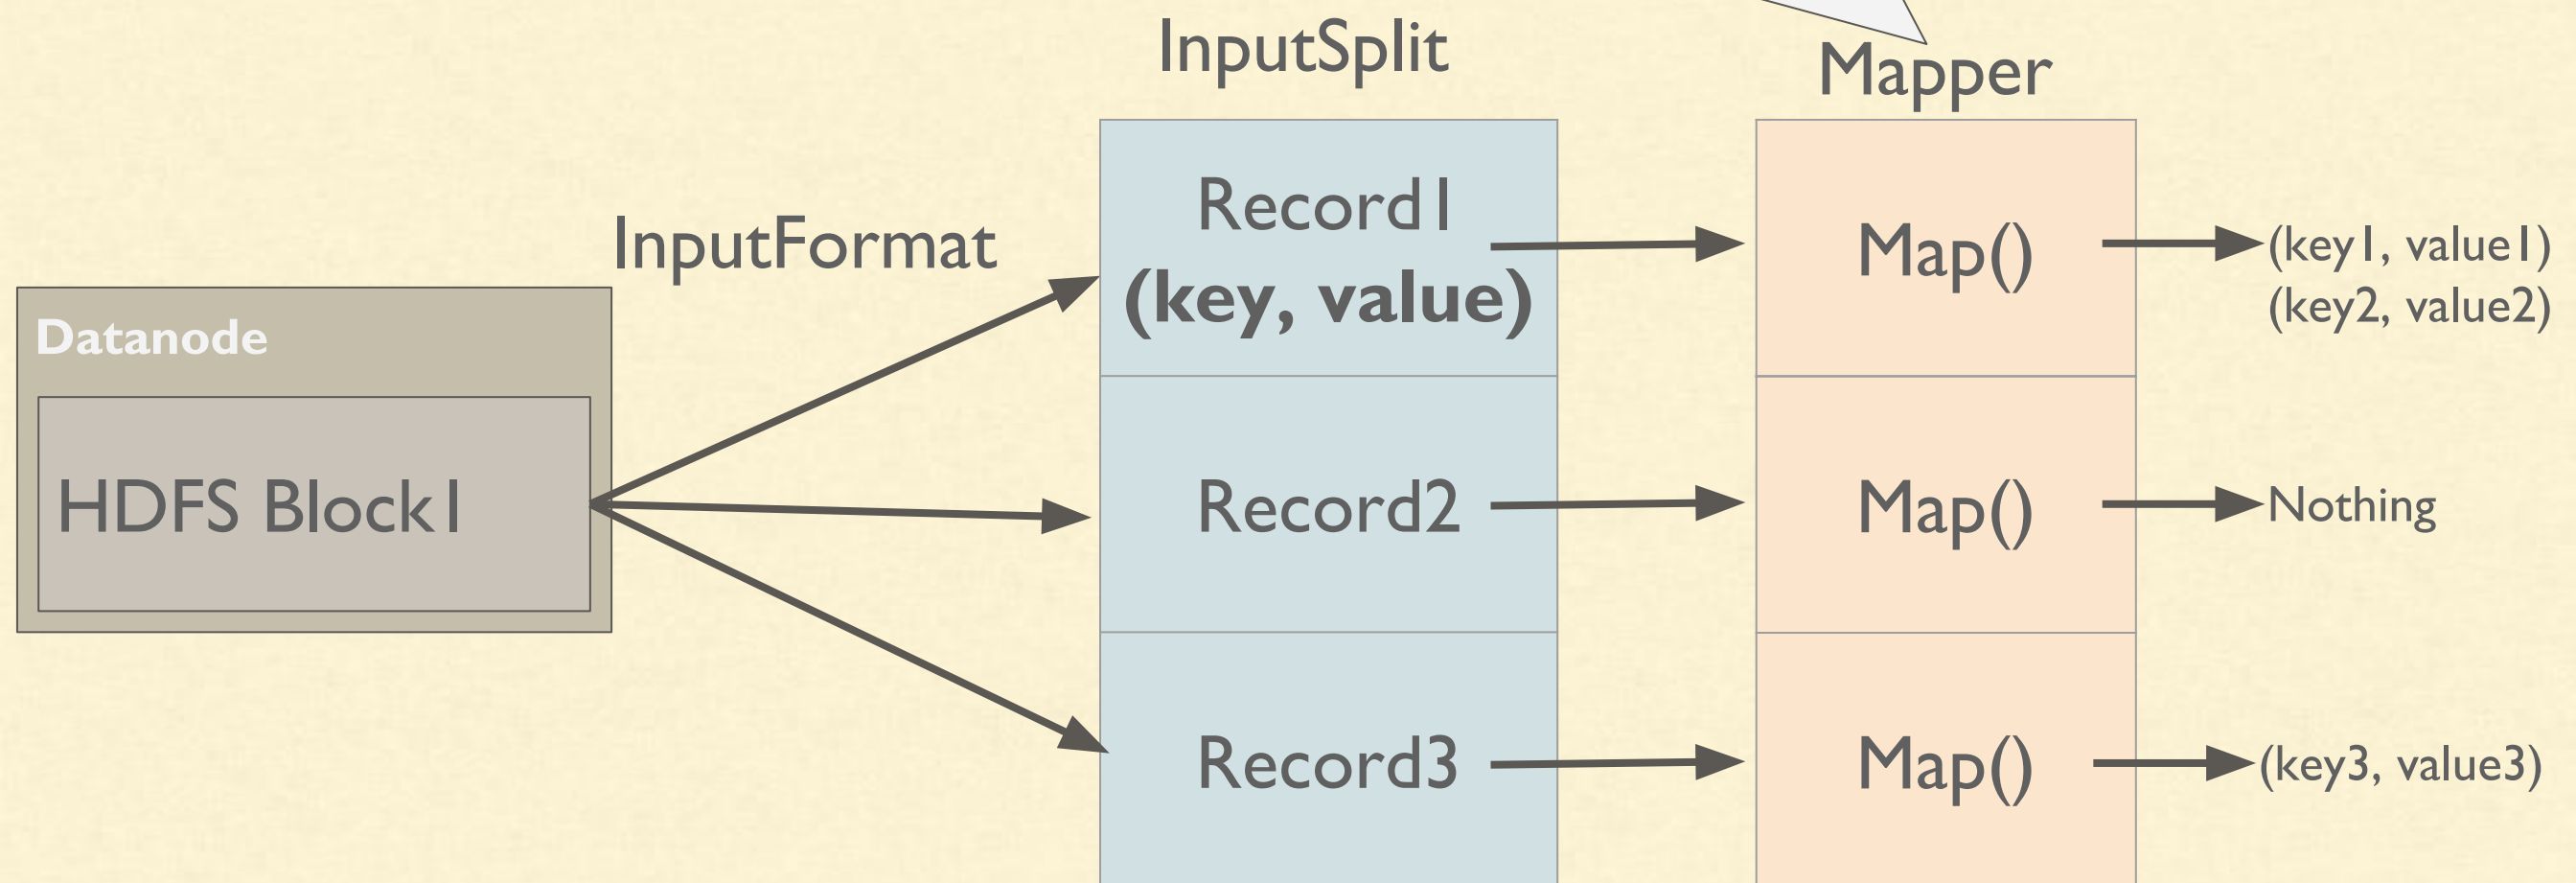 InputSplit
Mapper
InputFormat
Datanode
HDFS Block1
Record1
(key, value)
Map()
(key1, value1)
(key2, value2)
Record2
Map()
Nothing
Record3
Map()
(key3, value3)